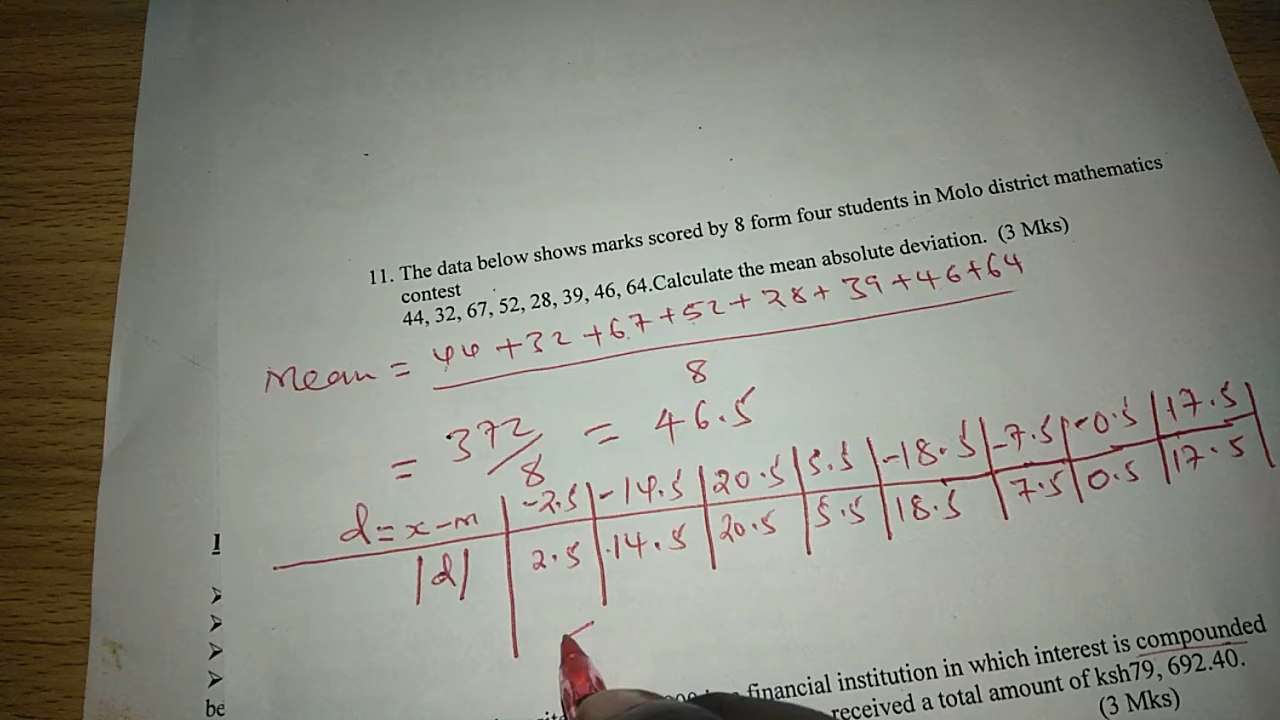 11. The data below shows marks scored by 8 form four students in Molo district mathematics
contest
44, 32, 67, 52, 28, 39, 46, 64.Calculate the mean absolute deviation. (3 Mks)
Mean = 44 + 32 + 67 + 52 + 28 + 39 + 46 + 64
8
= 372/8 = 46.5
d = x - m | -2.5 | -14.5 | 20.5 | 5.5 | -18.5 | -7.5 | -0.5 | 17.5 |
|d| | 2.5 | 14.5 | 20.5 | 5.5 | 18.5 | 7.5 | 0.5 | 17.5
1
A
A
A
A
be
financial institution in which interest is compounded
received a total amount of ksh79, 692.40.
(3 Mks)